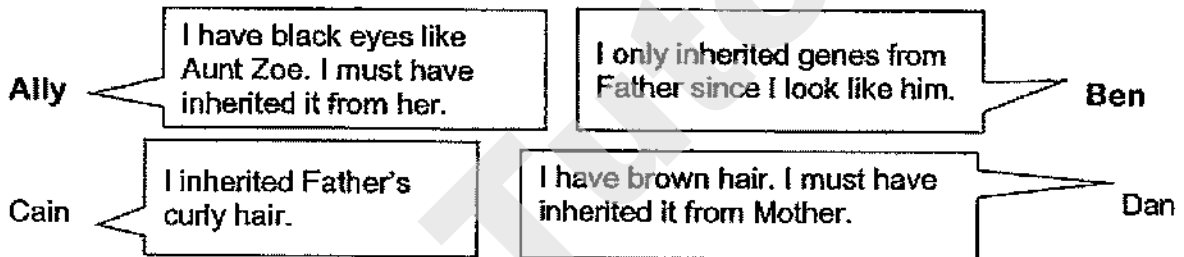 I have black eyes like
Aunt Zoe. I must have
inherited it from her.
Ally
I only inherited genes from
Father since I look like him.
Ben
I inherited Father's
curly hair.
Cain
I have brown hair. I must have
inherited it from Mother.
Dan